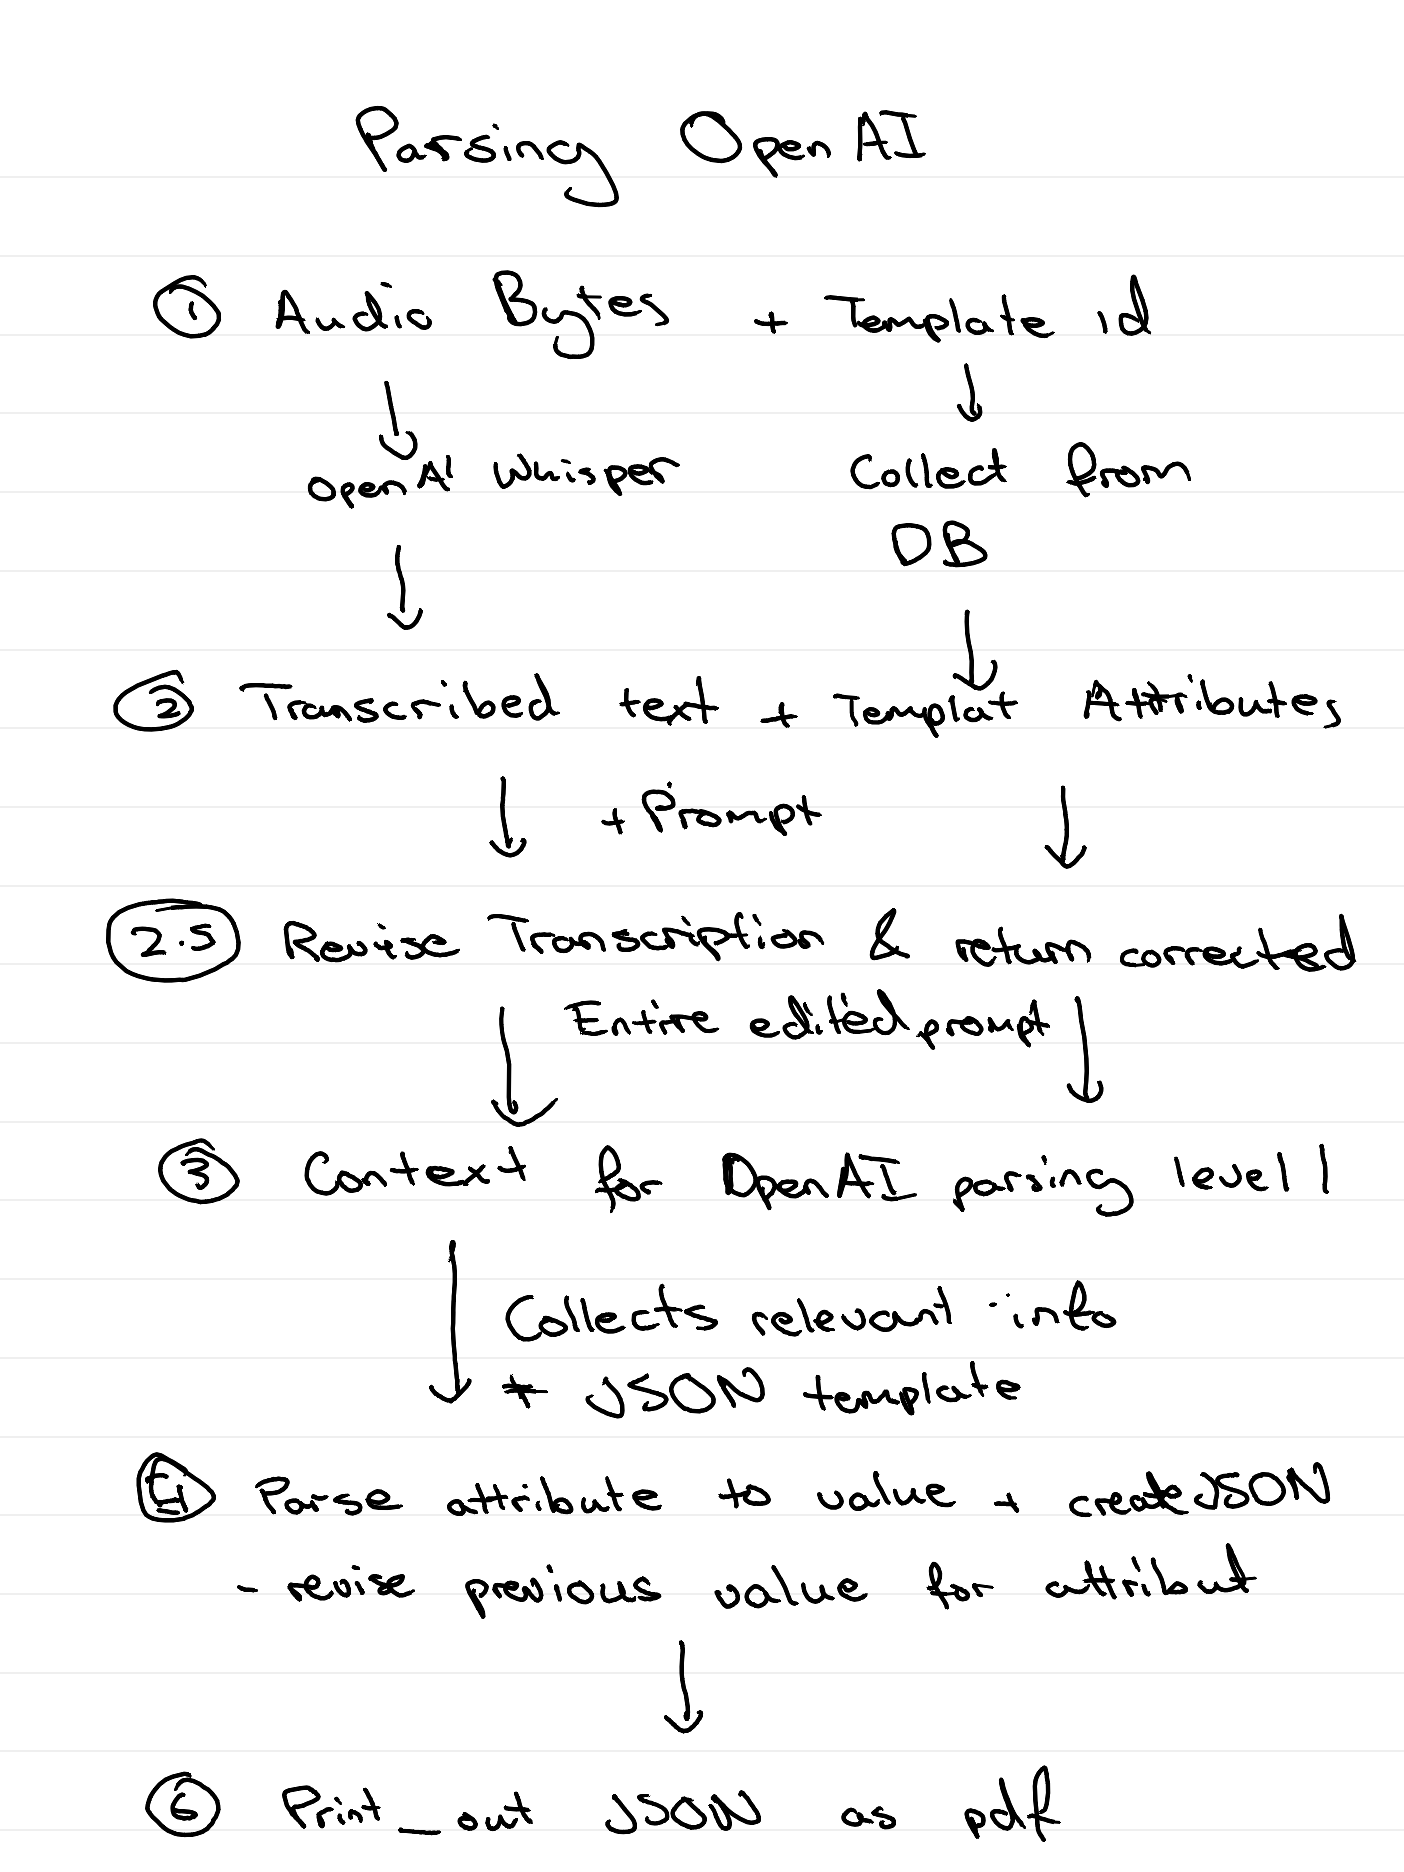 Parsing OpenAI
① Audio Bytes + Template id
OpenAI Whisper Collect from
DB
② Transcribed text + Templat Attributes
+ Prompt
2.5 Revise Transcription & return corrected
Entire edited prompt
③ Context for OpenAI parsing level 1
Collects relevant info
* JSON template
④ Parse attribute to value + create JSON
- revise previous value for attribut
⑥ Print_out JSON as pdf